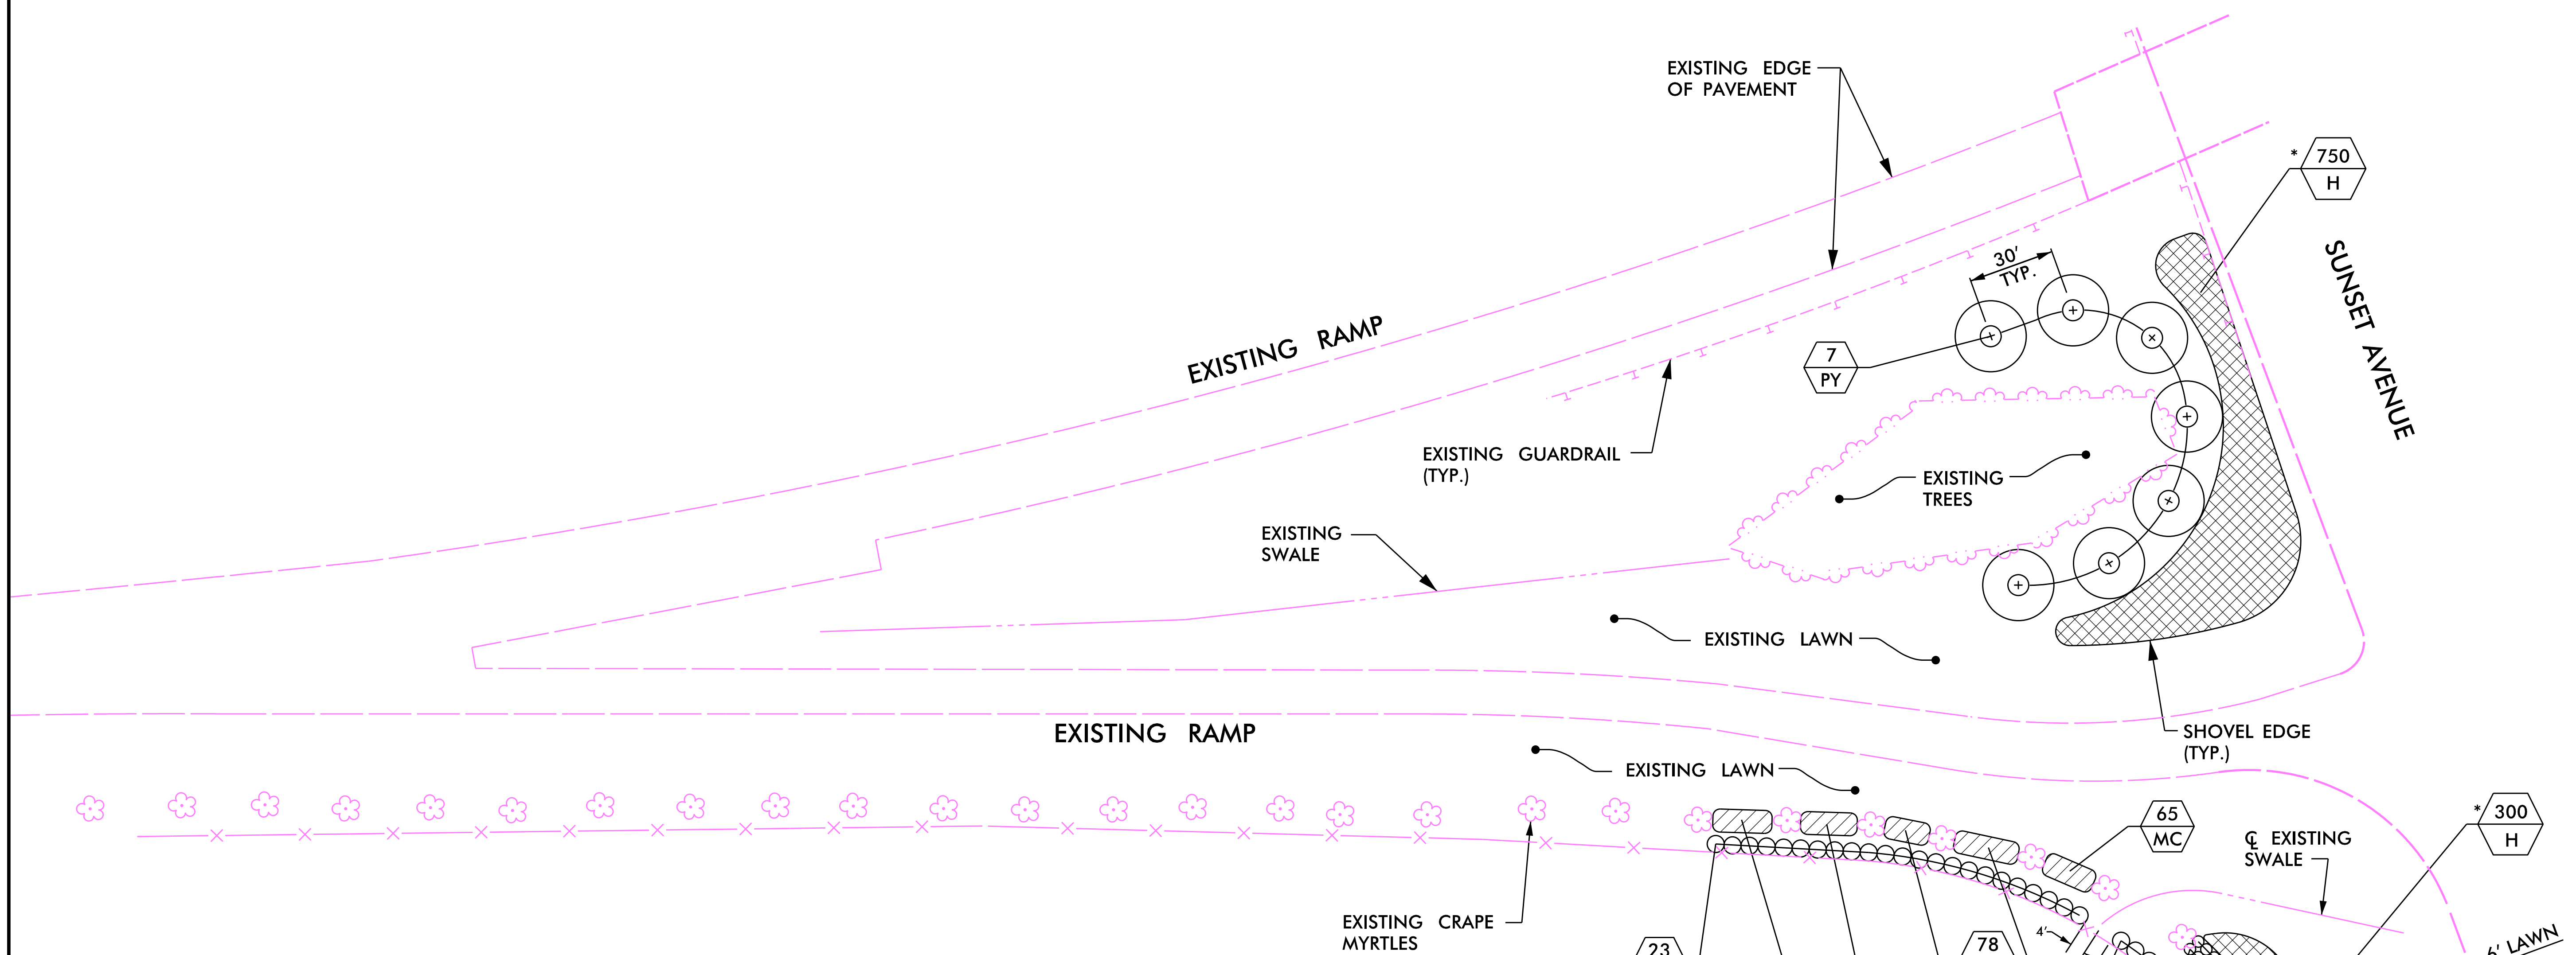 EXISTING EDGE
OF PAVEMENT
* 750
H
30'
TYP.
SUNSET AVENUE
EXISTING RAMP
7
PY
EXISTING GUARDRAIL
(TYP.)
EXISTING
TREES
EXISTING
SWALE
EXISTING LAWN
EXISTING RAMP
SHOVEL EDGE
(TYP.)
EXISTING LAWN
65
MC
℄ EXISTING
SWALE
* 300
H
EXISTING CRAPE
MYRTLES
23
78
4'
6' LAWN